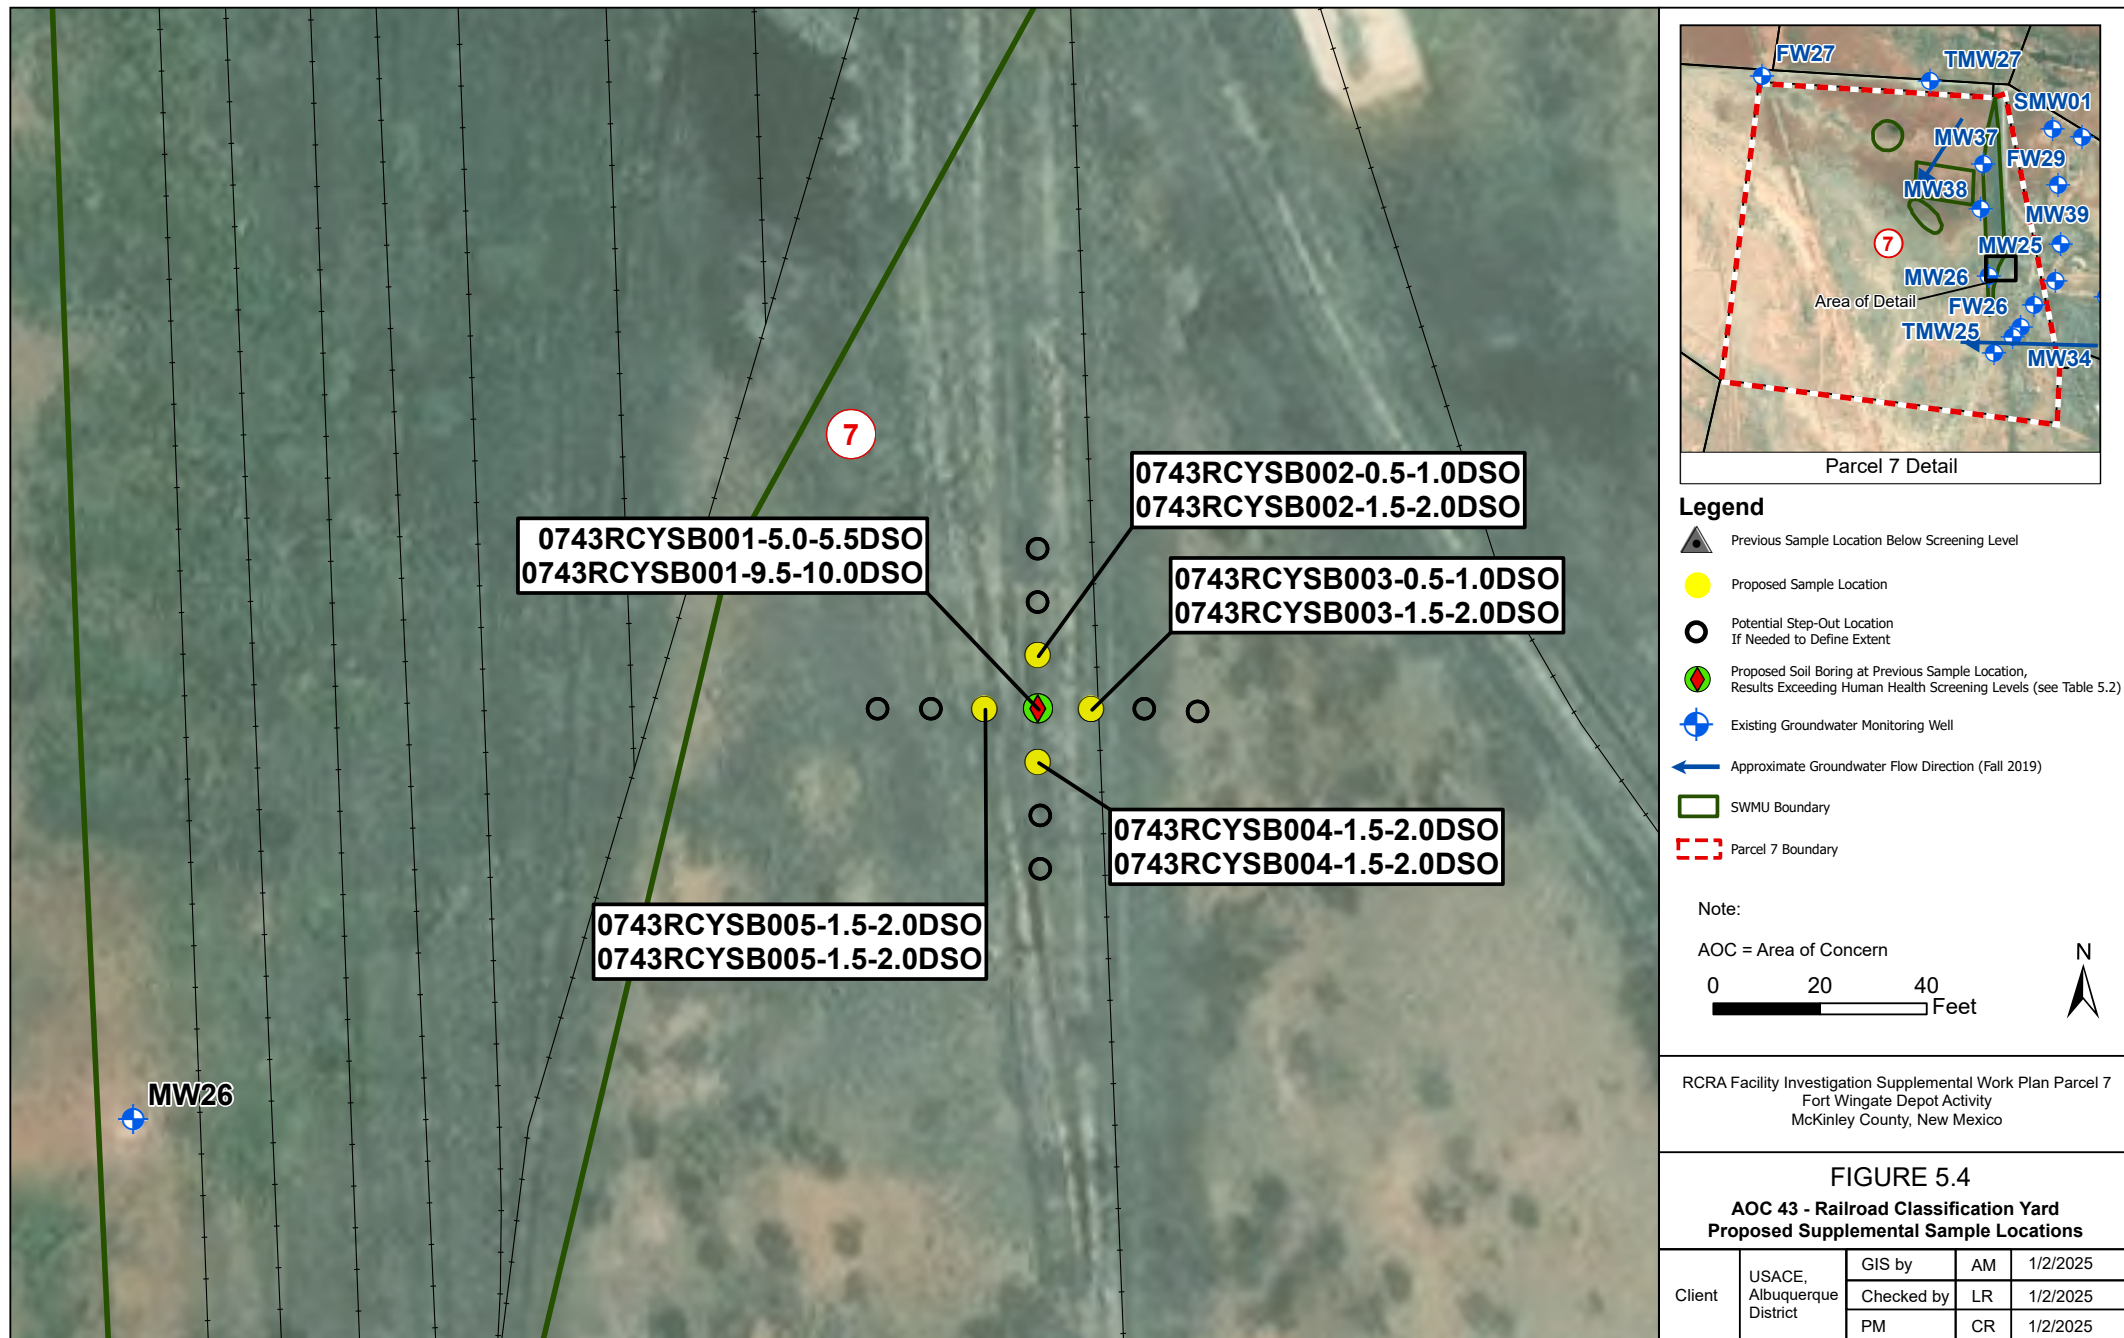 7
0743RCYSB002-0.5-1.0DSO
0743RCYSB002-1.5-2.0DSO
0743RCYSB001-5.0-5.5DSO
0743RCYSB001-9.5-10.0DSO
0743RCYSB003-0.5-1.0DSO
0743RCYSB003-1.5-2.0DSO
0743RCYSB004-1.5-2.0DSO
0743RCYSB004-1.5-2.0DSO
0743RCYSB005-1.5-2.0DSO
0743RCYSB005-1.5-2.0DSO
MW26
FW27
TMW27
SMW01
MW37
FW29
MW38
MW39
7
MW25
MW26
Area of Detail
FW26
TMW25
MW34
Parcel 7 Detail
Legend
Previous Sample Location Below Screening Level
Proposed Sample Location
Potential Step-Out Location
If Needed to Define Extent
Proposed Soil Boring at Previous Sample Location,
Results Exceeding Human Health Screening Levels (see Table 5.2)
Existing Groundwater Monitoring Well
Approximate Groundwater Flow Direction (Fall 2019)
SWMU Boundary
Parcel 7 Boundary
Note:
AOC = Area of Concern
N
0 20 40
Feet
RCRA Facility Investigation Supplemental Work Plan Parcel 7
Fort Wingate Depot Activity
McKinley County, New Mexico
FIGURE 5.4
AOC 43 - Railroad Classification Yard
Proposed Supplemental Sample Locations
Client
USACE,
Albuquerque
District
GIS by AM 1/2/2025
Checked by LR 1/2/2025
PM CR 1/2/2025